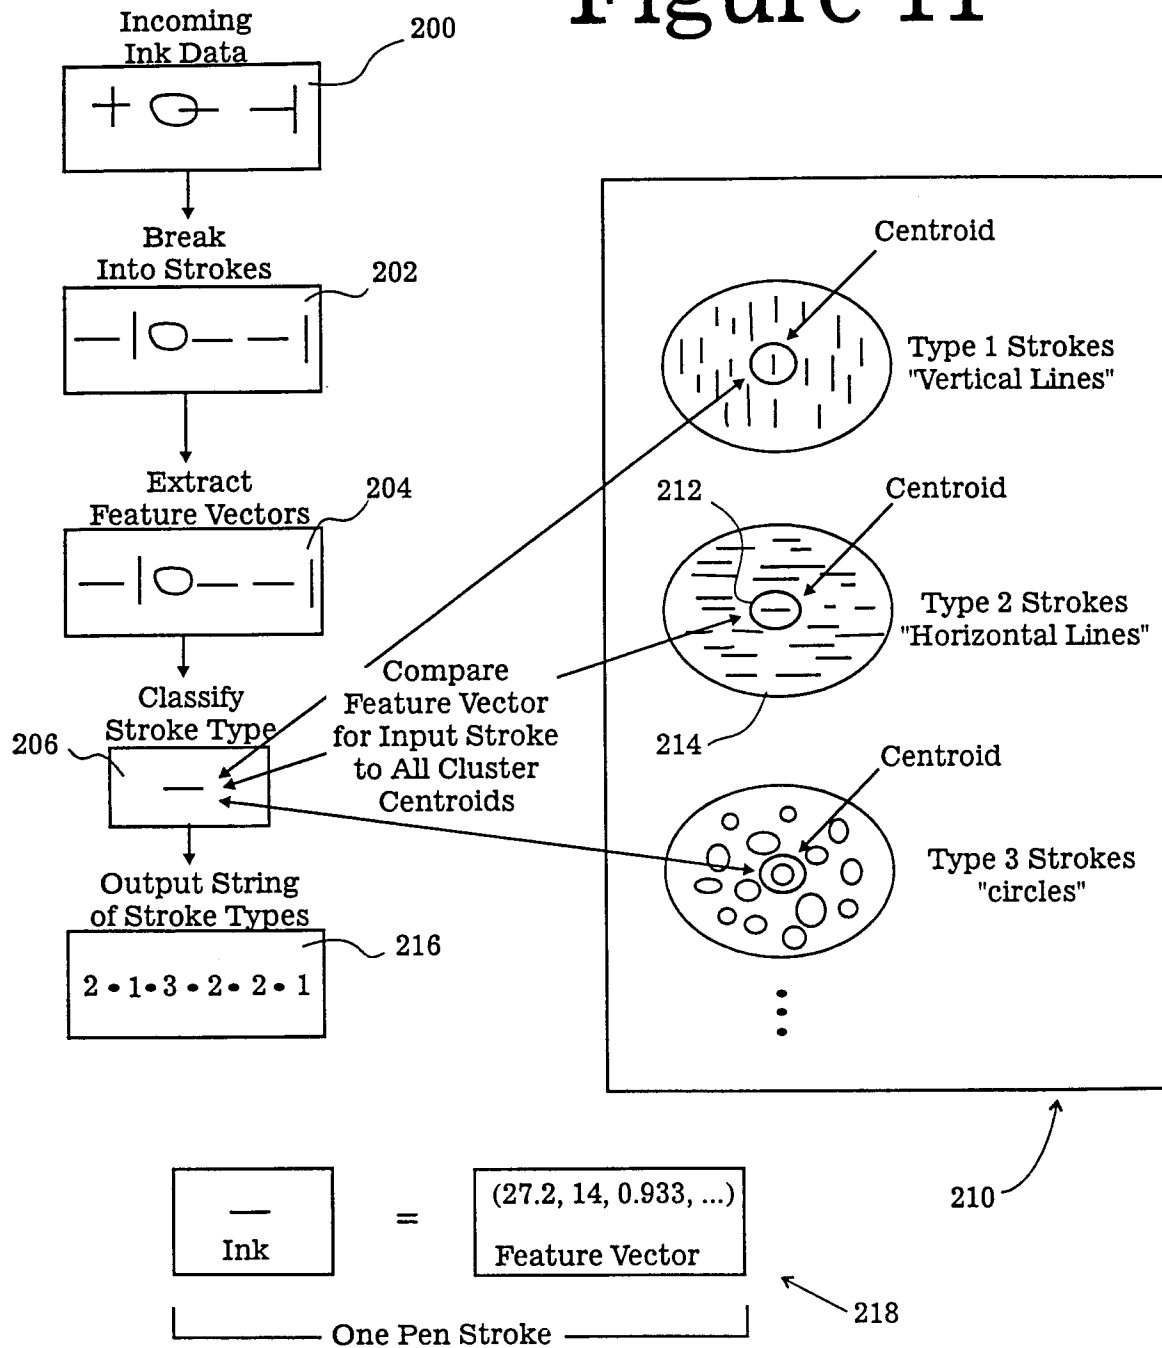 Figure 11
Incoming
Ink Data
200
Break
Into Strokes
202
Extract
Feature Vectors
204
Classify
Stroke Type
206
Compare
Feature Vector
for Input Stroke
to All Cluster
Centroids
Output String
of Stroke Types
216
2 • 1 • 3 • 2 • 2 • 1
Centroid
Type 1 Strokes
"Vertical Lines"
212
Centroid
Type 2 Strokes
"Horizontal Lines"
214
Centroid
Type 3 Strokes
"circles"
210
Ink
=
(27.2, 14, 0.933, ...)
Feature Vector
218
One Pen Stroke